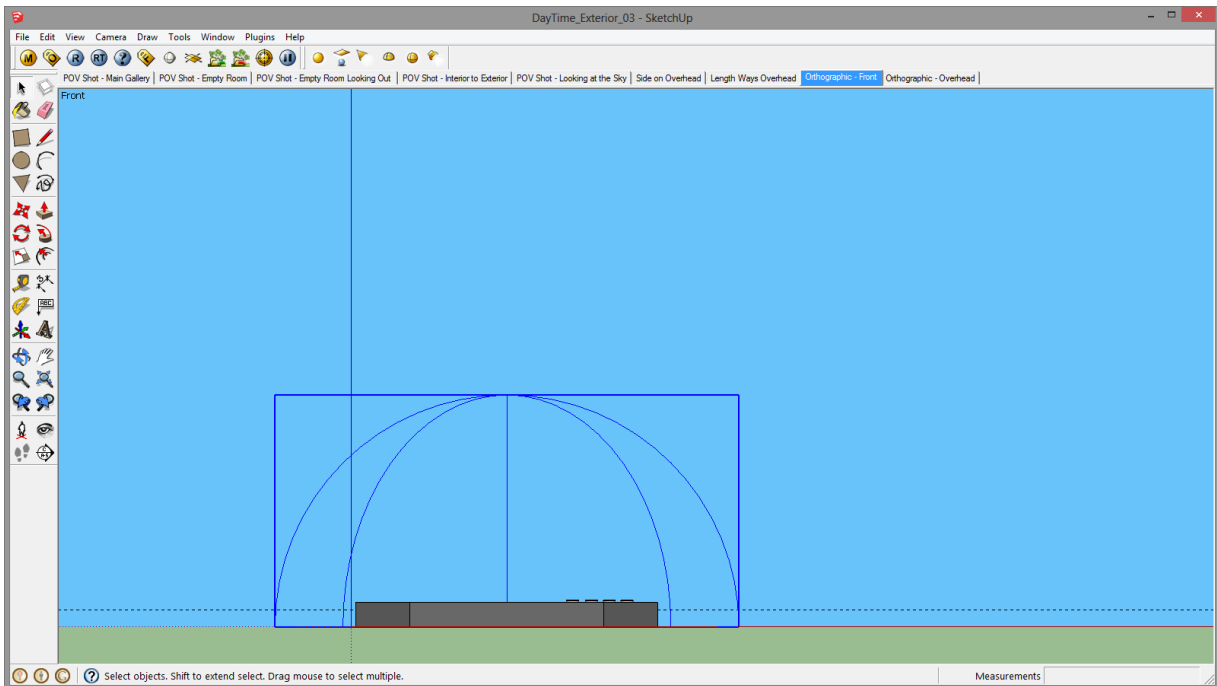 DayTime_Exterior_03 - SketchUp
File Edit View Camera Draw Tools Window Plugins Help
M O R RT
POV Shot - Main Gallery POV Shot - Empty Room POV Shot - Empty Room Looking Out POV Shot - Interior to Exterior POV Shot - Looking at the Sky Side on Overhead Length Ways Overhead Orthographic - Front Orthographic - Overhead
Front
ABC
Select objects. Shift to extend select. Drag mouse to select multiple.
Measurements